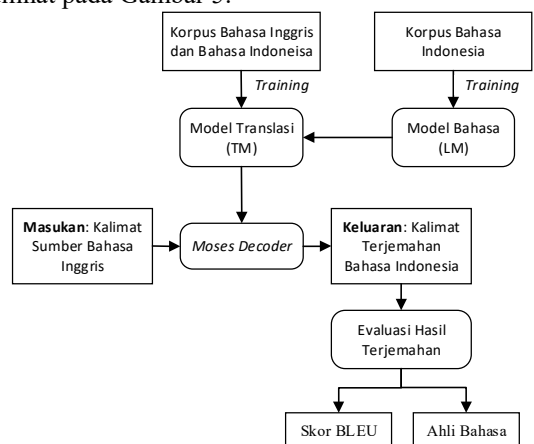 pada Gambar 5.
Korpus Bahasa Inggris
dan Bahasa Indoneisa
Korpus Bahasa
Indonesia
Training
Training
Model Translasi
(TM)
Model Bahasa
(LM)
Masukan: Kalimat
Sumber Bahasa
Inggris
Moses Decoder
Keluaran: Kalimat
Terjemahan
Bahasa Indonesia
Evaluasi Hasil
Terjemahan
Skor BLEU
Ahli Bahasa